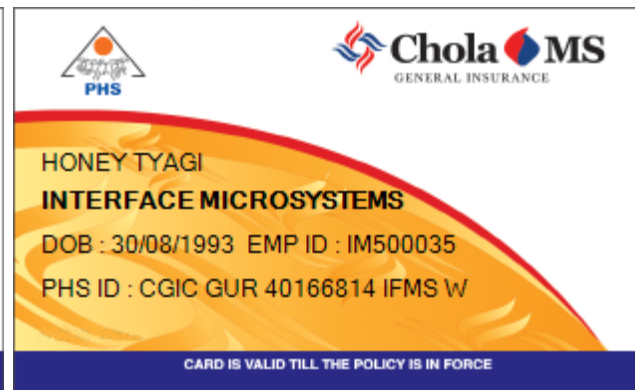 PHS
Chola MS
GENERAL INSURANCE
HONEY TYAGI
INTERFACE MICROSYSTEMS
DOB : 30/08/1993 EMP ID : IM500035
PHS ID : CGIC GUR 40166814 IFMS W
CARD IS VALID TILL THE POLICY IS IN FORCE